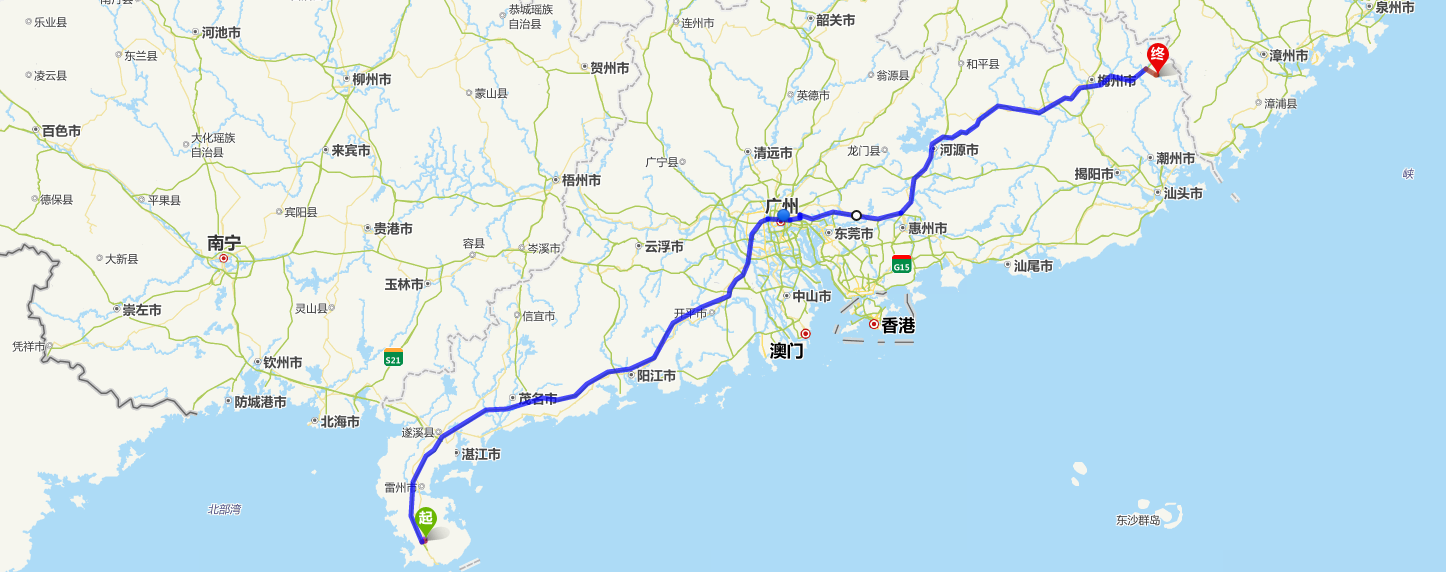 恭城瑶族
自治县
乐业县
河池市
连州市
韶关市
泉州市
东兰县
凌云县
柳州市
贺州市
翁源县
和平县
梅州市
终
漳州市
蒙山县
英德市
漳浦县
百色市
大化瑶族
自治县
来宾市
清远市
广宁县
龙门县
河源市
潮州市
揭阳市
汕头市
峡
德保县
平果县
宾阳县
梧州市
广州
贵港市
南宁
容县
岑溪市
云浮市
东莞市
惠州市
大新县
G15
汕尾市
玉林市
崇左市
灵山县
信宜市
开平市
中山市
香港
澳门
凭祥市
钦州市
S21
阳江市
防城港市
北海市
茂名市
遂溪县
湛江市
雷州市
北部湾
起
东沙群岛